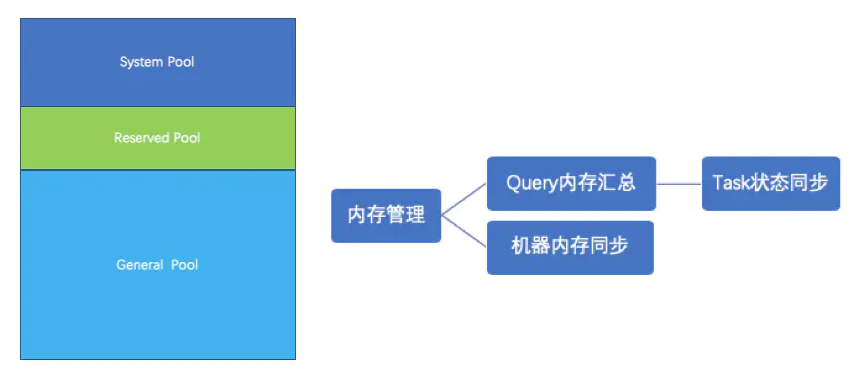 System Pool
Reserved Pool
General Pool
内存管理
Query内存汇总
Task状态同步
机器内存同步